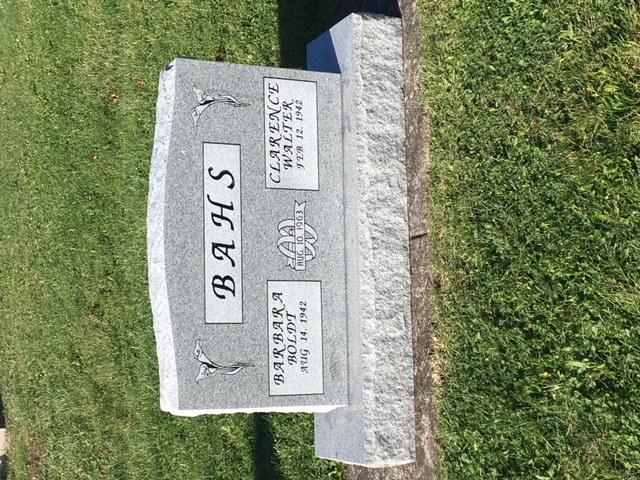 BAHS
BARBARA
BOLDT
AUG 14, 1942
AUG 10, 1963
CLARENCE
WALTER
FEB 12, 1942